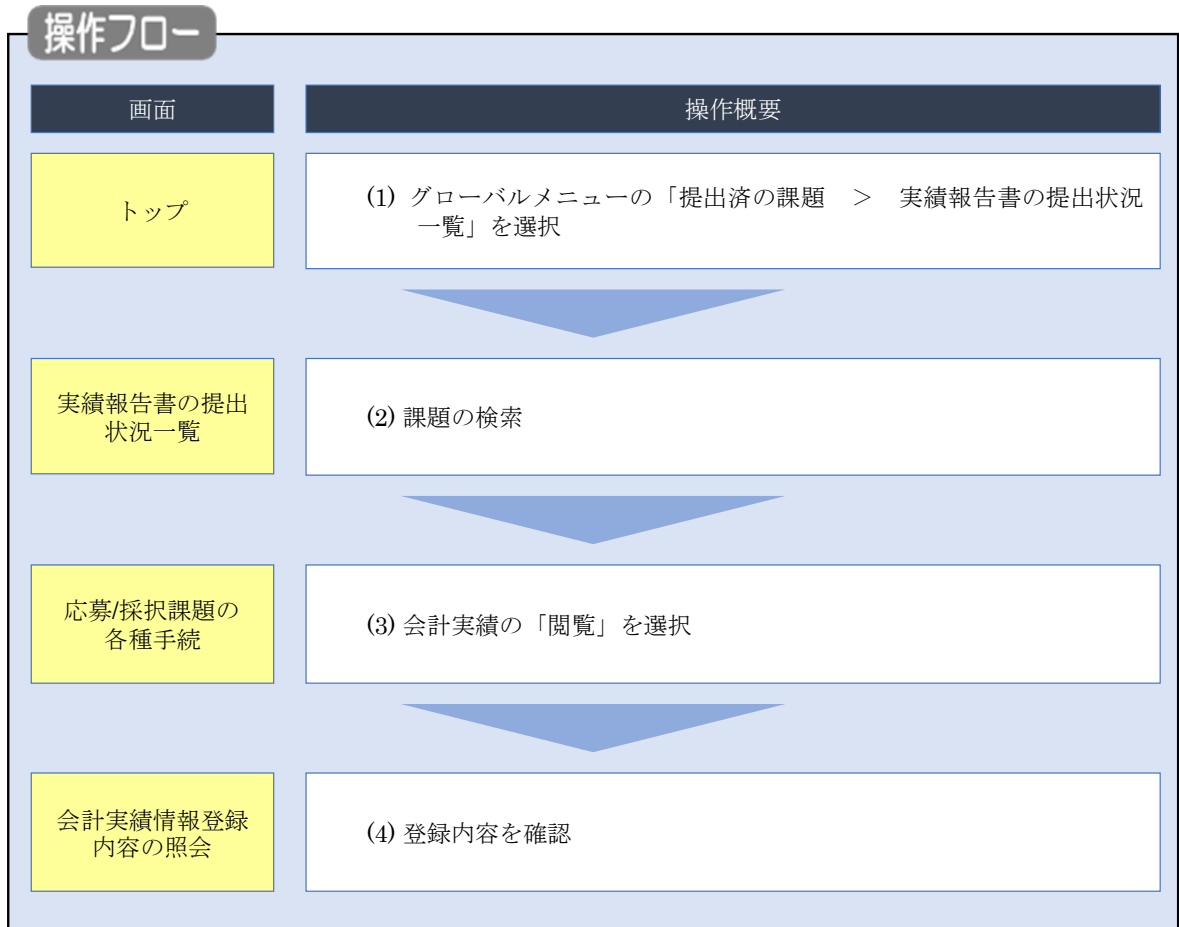 操作フロー
画面
操作概要
トップ
(1) グローバルメニューの「提出済の課題　＞　実績報告書の提出状況
一覧」を選択
実績報告書の提出
状況一覧
(2) 課題の検索
応募/採択課題の
各種手続
(3) 会計実績の「閲覧」を選択
会計実績情報登録
内容の照会
(4) 登録内容を確認